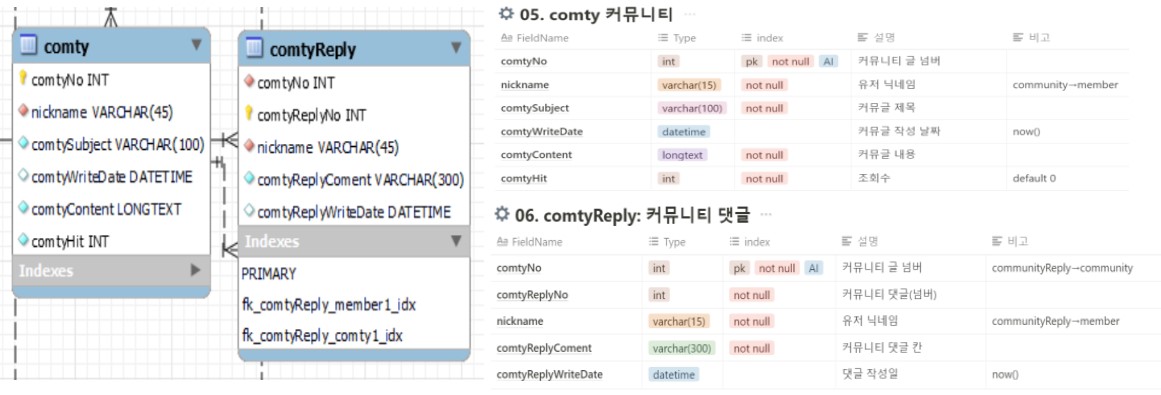 comty
comtyNo INT
nickname VARCHAR(45)
comtySubject VARCHAR(100)
comtyWriteDate DATETIME
comtyContent LONGTEXT
comtyHit INT
Indexes
comtyReply
comtyNo INT
comtyReplyNo INT
nickname VARCHAR(45)
comtyReplyComent VARCHAR(300)
comtyReplyWriteDate DATETIME
Indexes
PRIMARY
fk_comtyReply_member1_idx
fk_comtyReply_comty1_idx
05. comty 커뮤니티 ...
Aa FieldName Type index 설명 비고
comtyNo int pk not null AI 커뮤니티 글 넘버
nickname varchar(15) not null 유저 닉네임 community→member
comtySubject varchar(100) not null 커뮤글 제목
comtyWriteDate datetime 커뮤글 작성 날짜 now()
comtyContent longtext not null 커뮤글 내용
comtyHit int not null 조회수 default 0
06. comtyReply: 커뮤니티 댓글 ...
Aa FieldName Type index 설명 비고
comtyNo int pk not null AI 커뮤니티 글 넘버 communityReply→community
comtyReplyNo int not null 커뮤니티 댓글(넘버)
nickname varchar(15) not null 유저 닉네임 communityReply→member
comtyReplyComent varchar(300) not null 커뮤니티 댓글 칸
comtyReplyWriteDate datetime 댓글 작성일 now()